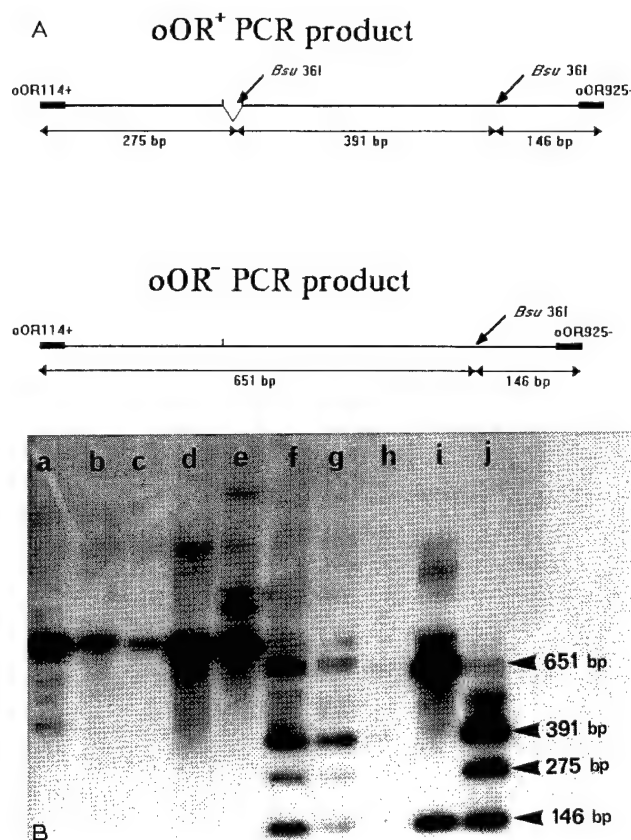 A
oOR+ PCR product
Bsu 36I
Bsu 36I
oOR114+
oOR925-
275 bp
391 bp
146 bp
oOR- PCR product
Bsu 36I
oOR114+
oOR925-
651 bp
146 bp
a b c d e f g h i j
651 bp
391 bp
275 bp
146 bp
B